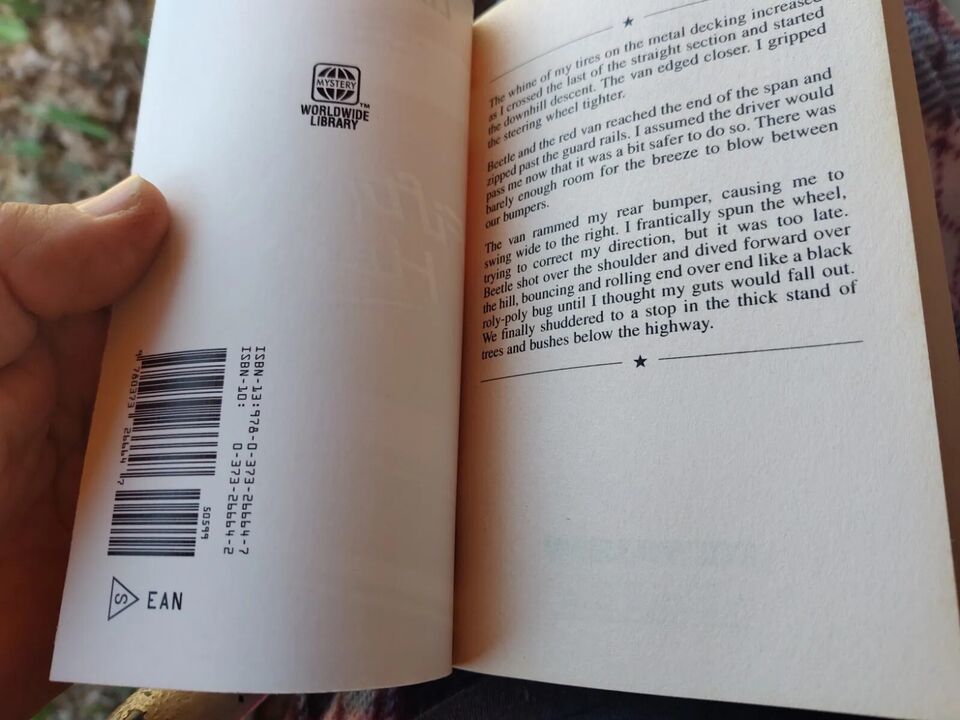 MYSTERY
WORLDWIDE
LIBRARY™
ISBN-13:978-0-373-26664-7
ISBN-10: 0-373-26664-2
50599
9 780373 266647
S EAN
The whine of my tires on the metal decking increased
as I crossed the last of the straight section and started
the downhill descent. The van edged closer. I gripped
the steering wheel tighter.
Beetle and the red van reached the end of the span and
zipped past the guard rails. I assumed the driver would
pass me now that it was a bit safer to do so. There was
barely enough room for the breeze to blow between
our bumpers.
The van rammed my rear bumper, causing me to
swing wide to the right. I frantically spun the wheel,
trying to correct my direction, but it was too late.
Beetle shot over the shoulder and dived forward over
the hill, bouncing and rolling end over end like a black
roly-poly bug until I thought my guts would fall out.
We finally shuddered to a stop in the thick stand of
trees and bushes below the highway.